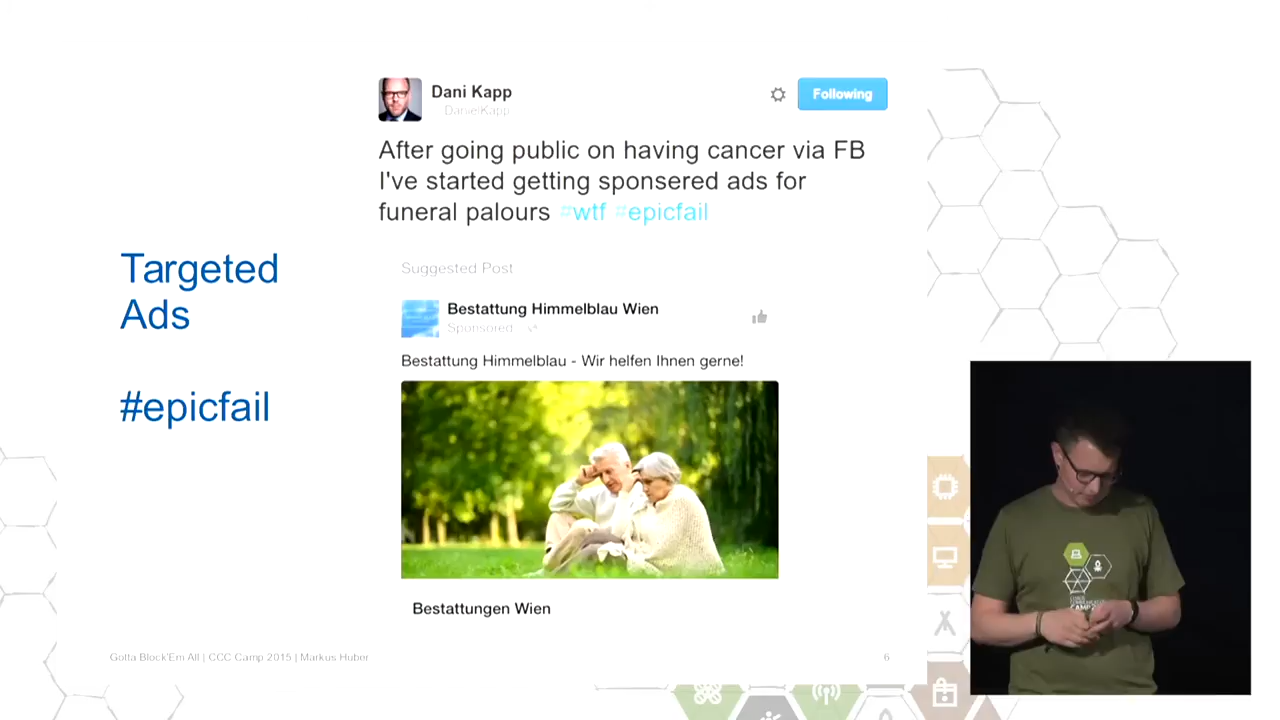 Dani Kapp
DanielKapp
Following
After going public on having cancer via FB
I've started getting sponsered ads for
funeral palours #wtf #epicfail
Targeted
Ads
#epicfail
Suggested Post
Bestattung Himmelblau Wien
Sponsored
Bestattung Himmelblau - Wir helfen Ihnen gerne!
Bestattungen Wien
Gotta Block'Em All | CCC Camp 2015 | Markus Huber
6